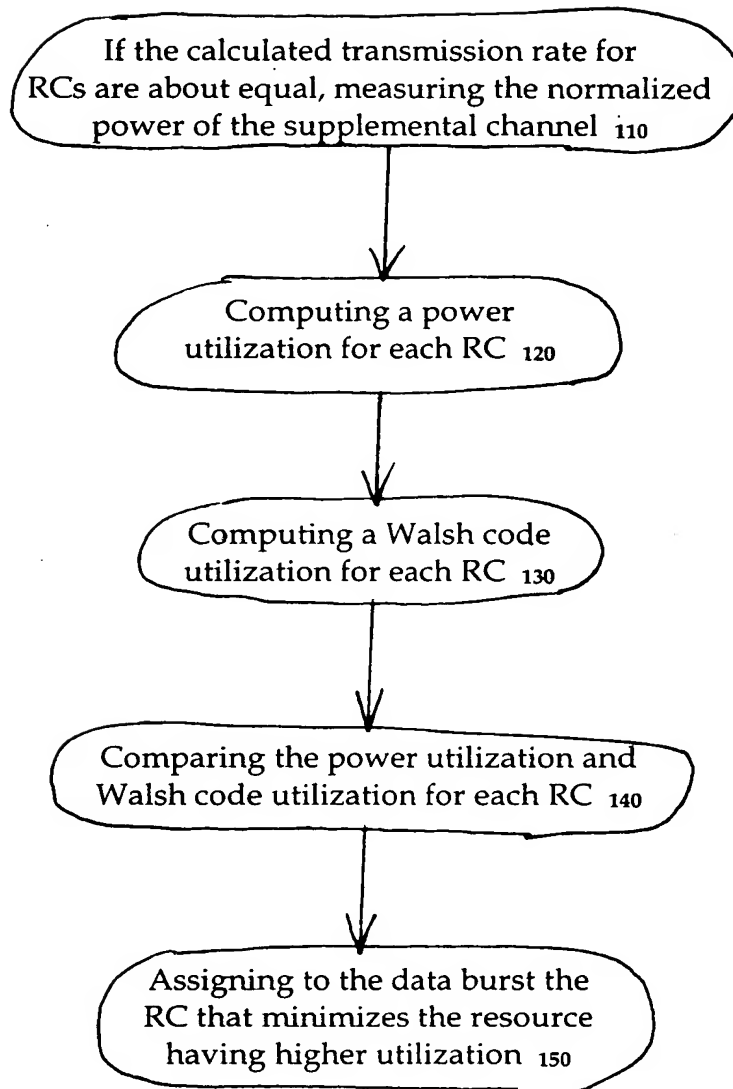 If the calculated transmission rate for
RCs are about equal, measuring the normalized
power of the supplemental channel 110
Computing a power
utilization for each RC 120
Computing a Walsh code
utilization for each RC 130
Comparing the power utilization and
Walsh code utilization for each RC 140
Assigning to the data burst the
RC that minimizes the resource
having higher utilization 150